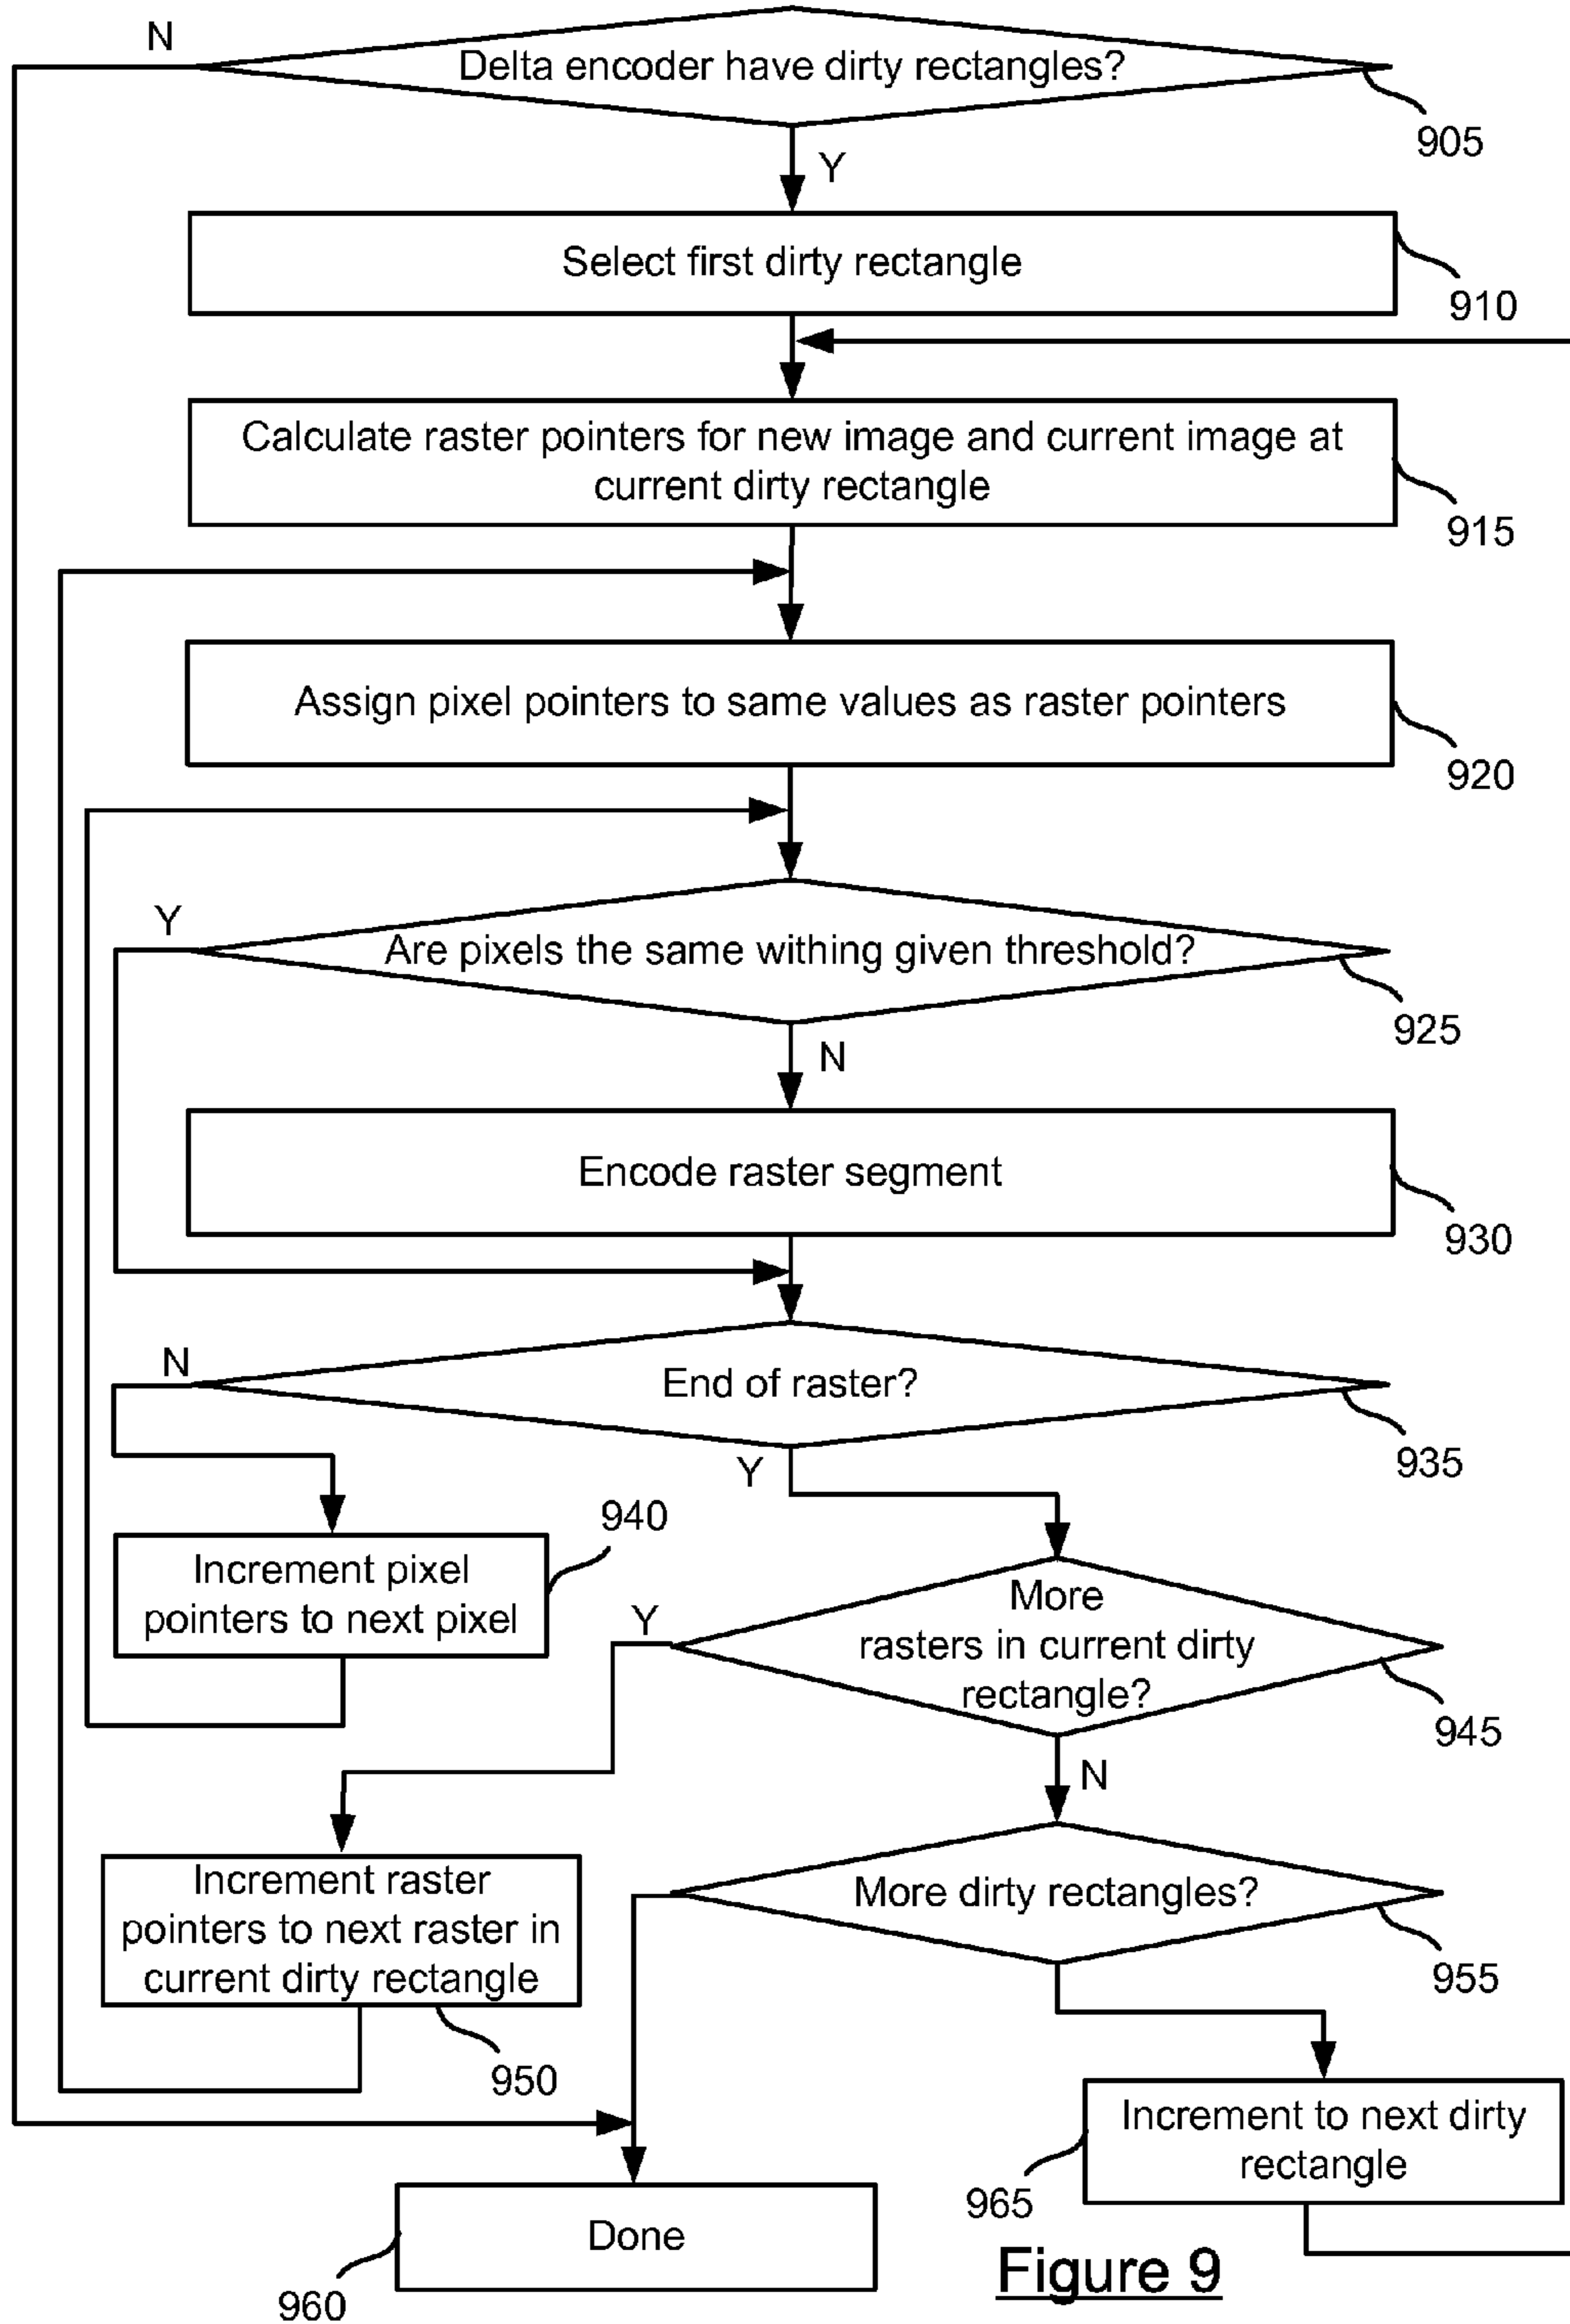 N
Delta encoder have dirty rectangles?
905
Y
Select first dirty rectangle
910
Calculate raster pointers for new image and current image at
current dirty rectangle
915
Assign pixel pointers to same values as raster pointers
920
Y
Are pixels the same withing given threshold?
925
N
Encode raster segment
930
N
End of raster?
935
Y
940
Increment pixel
pointers to next pixel
Y
More
rasters in current dirty
rectangle?
945
N
Increment raster
pointers to next raster in
current dirty rectangle
950
More dirty rectangles?
955
Increment to next dirty
rectangle
965
Done
960
Figure 9